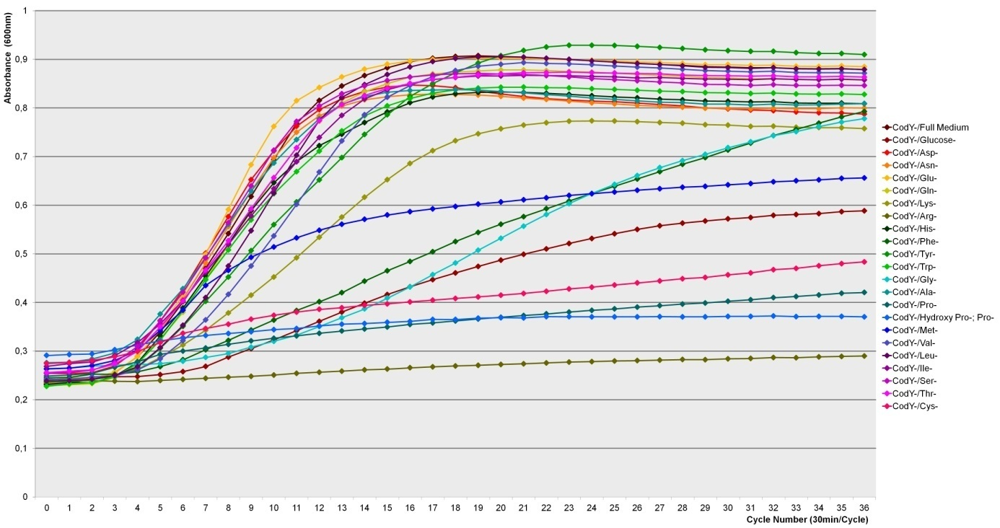 Absorbance (600nm)
1
0,9
0,8
0,7
0,6
0,5
0,4
0,3
0,2
0,1
0
0 1 2 3 4 5 6 7 8 9 10 11 12 13 14 15 16 17 18 19 20 21 22 23 24 25 26 27 28 29 30 31 32 33 34 35 36
Cycle Number (30min/Cycle)
CodY-/Full Medium
CodY-/Glucose-
CodY-/Asp-
CodY-/Asn-
CodY-/Glu-
CodY-/Gln-
CodY-/Lys-
CodY-/Arg-
CodY-/His-
CodY-/Phe-
CodY-/Tyr-
CodY-/Trp-
CodY-/Gly-
CodY-/Ala-
CodY-/Pro-
CodY-/Hydroxy Pro-; Pro-
CodY-/Met-
CodY-/Val-
CodY-/Leu-
CodY-/Ile-
CodY-/Ser-
CodY-/Thr-
CodY-/Cys-